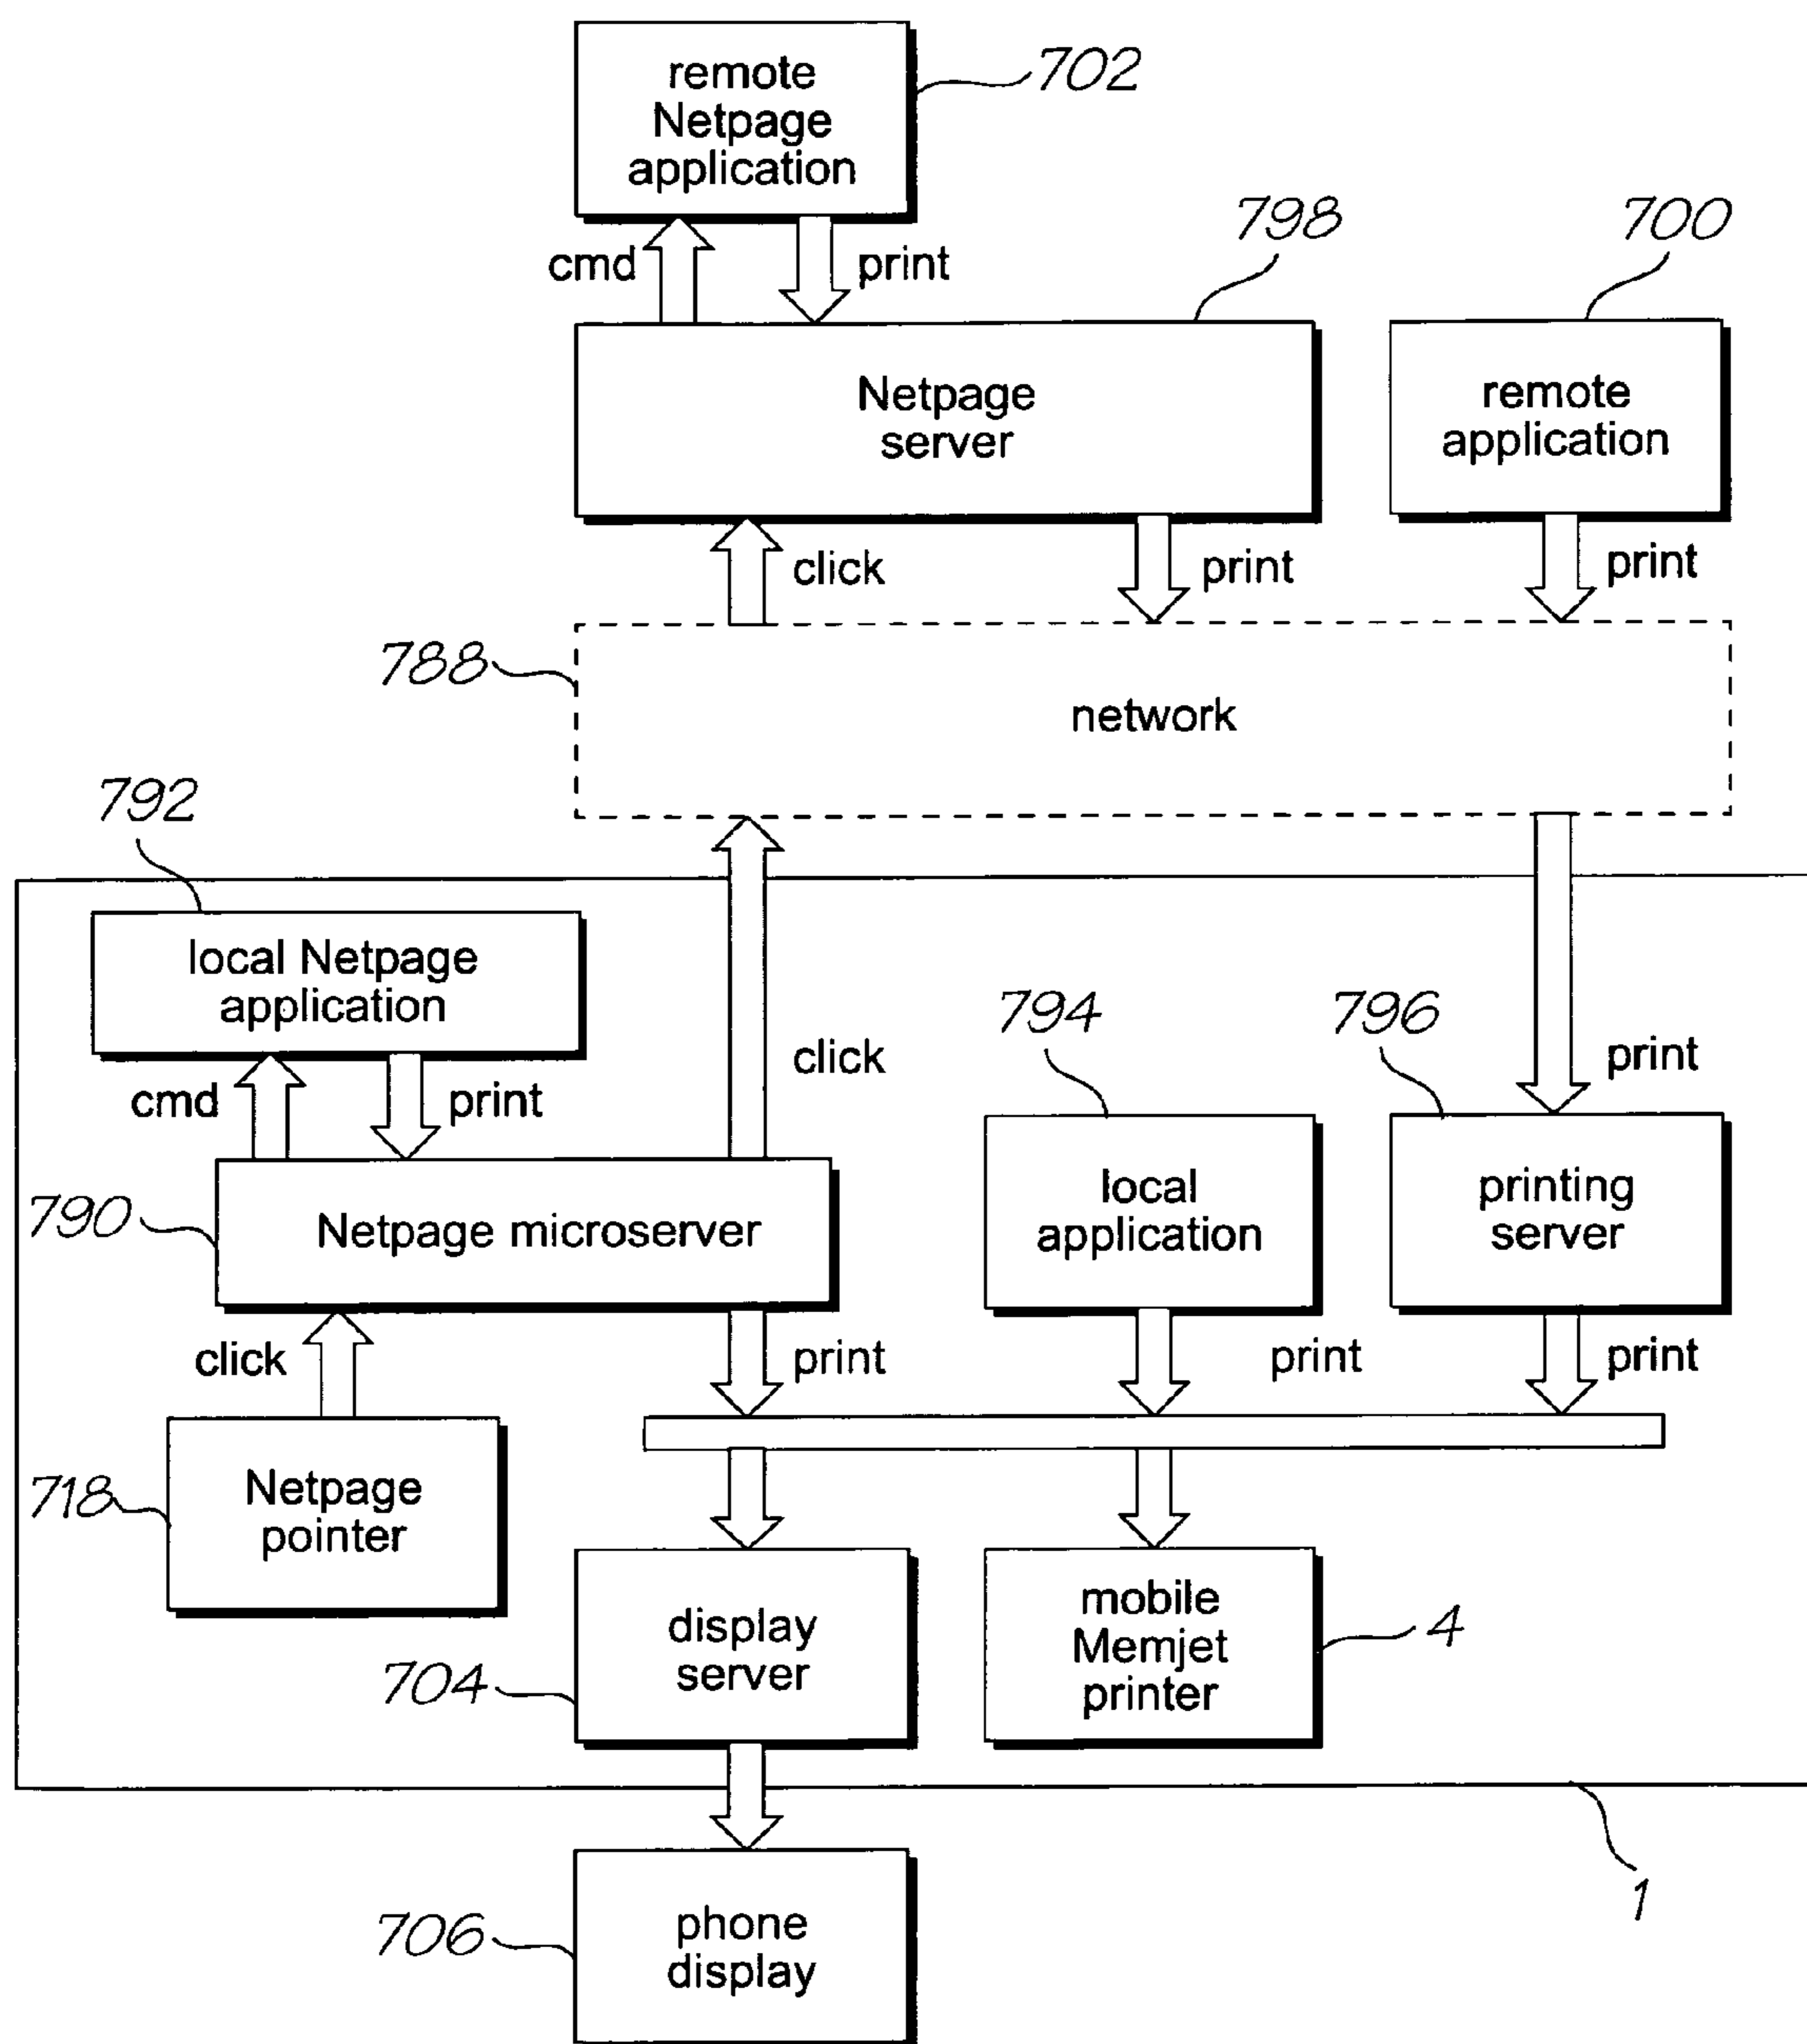 remote
Netpage
application
702
cmd
print
798
700
Netpage
server
remote
application
click
print
print
788
network
792
local Netpage
application
794
796
click
print
cmd
print
790
Netpage microserver
local
application
printing
server
click
print
print
print
718
Netpage
pointer
display
server
704
mobile
Memjet
printer
4
1
706
phone
display